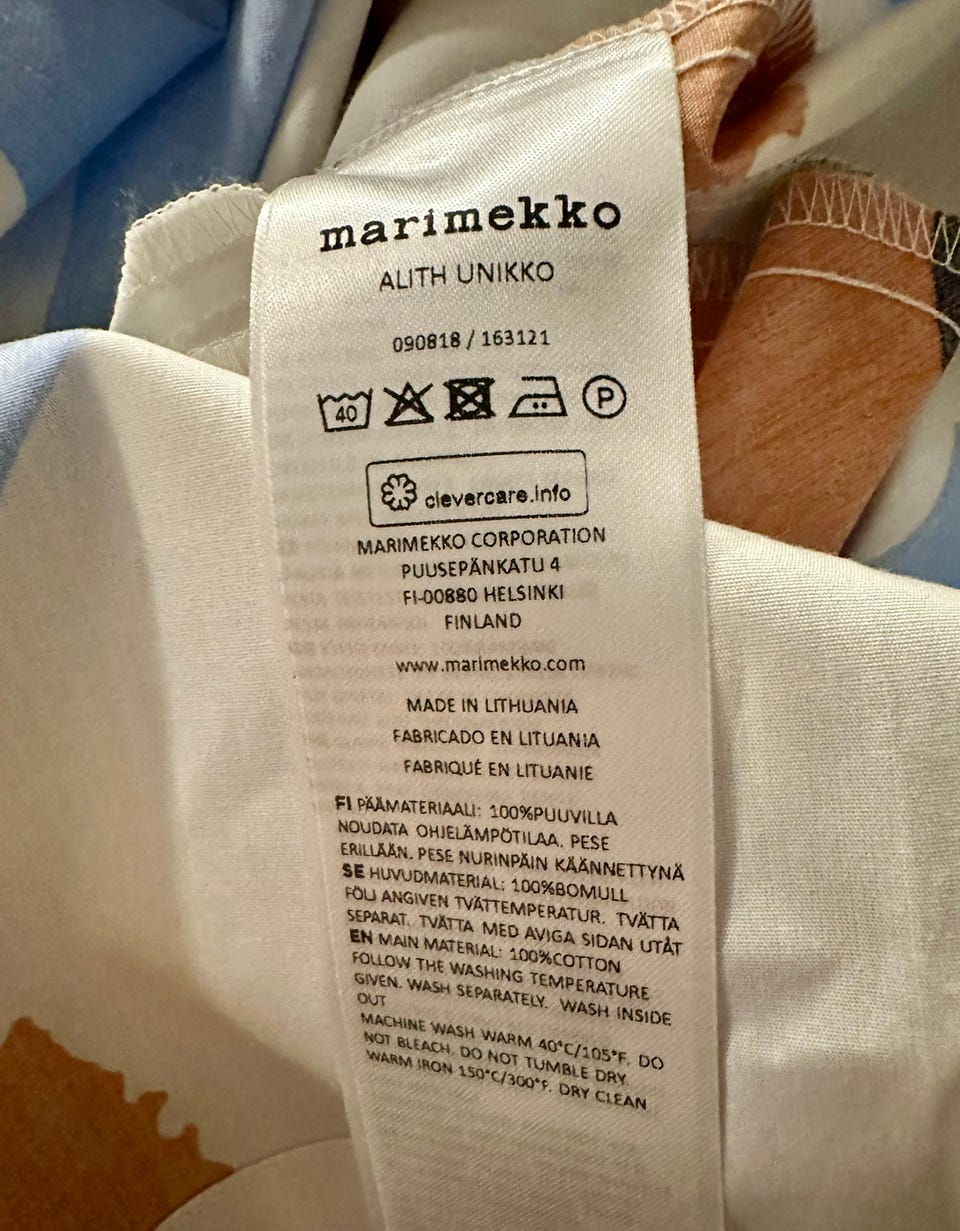 marimekko
ALITH UNIKKO
090818 / 163121
40 P
clevercare.info
MARIMEKKO CORPORATION
PUUSEPÄNKATU 4
FI-00880 HELSINKI
FINLAND
www.marimekko.com
MADE IN LITHUANIA
FABRICADO EN LITUANIA
FABRIQUÉ EN LITUANIE
FI PÄÄMATERIAALI: 100%PUUVILLA
NOUDATA OHJELÄMPÖTILAA. PESE
ERILLÄÄN. PESE NURINPÄIN KÄÄNNETTYNÄ
SE HUVUDMATERIAL: 100%BOMULL
FÖLJ ANGIVEN TVÄTTEMPERATUR. TVÄTTA
SEPARAT. TVÄTTA MED AVIGA SIDAN UTÅT
EN MAIN MATERIAL: 100%COTTON
FOLLOW THE WASHING TEMPERATURE
GIVEN. WASH SEPARATELY. WASH INSIDE
OUT
MACHINE WASH WARM 40°C/105°F. DO
NOT BLEACH. DO NOT TUMBLE DRY.
WARM IRON 150°C/300°F. DRY CLEAN